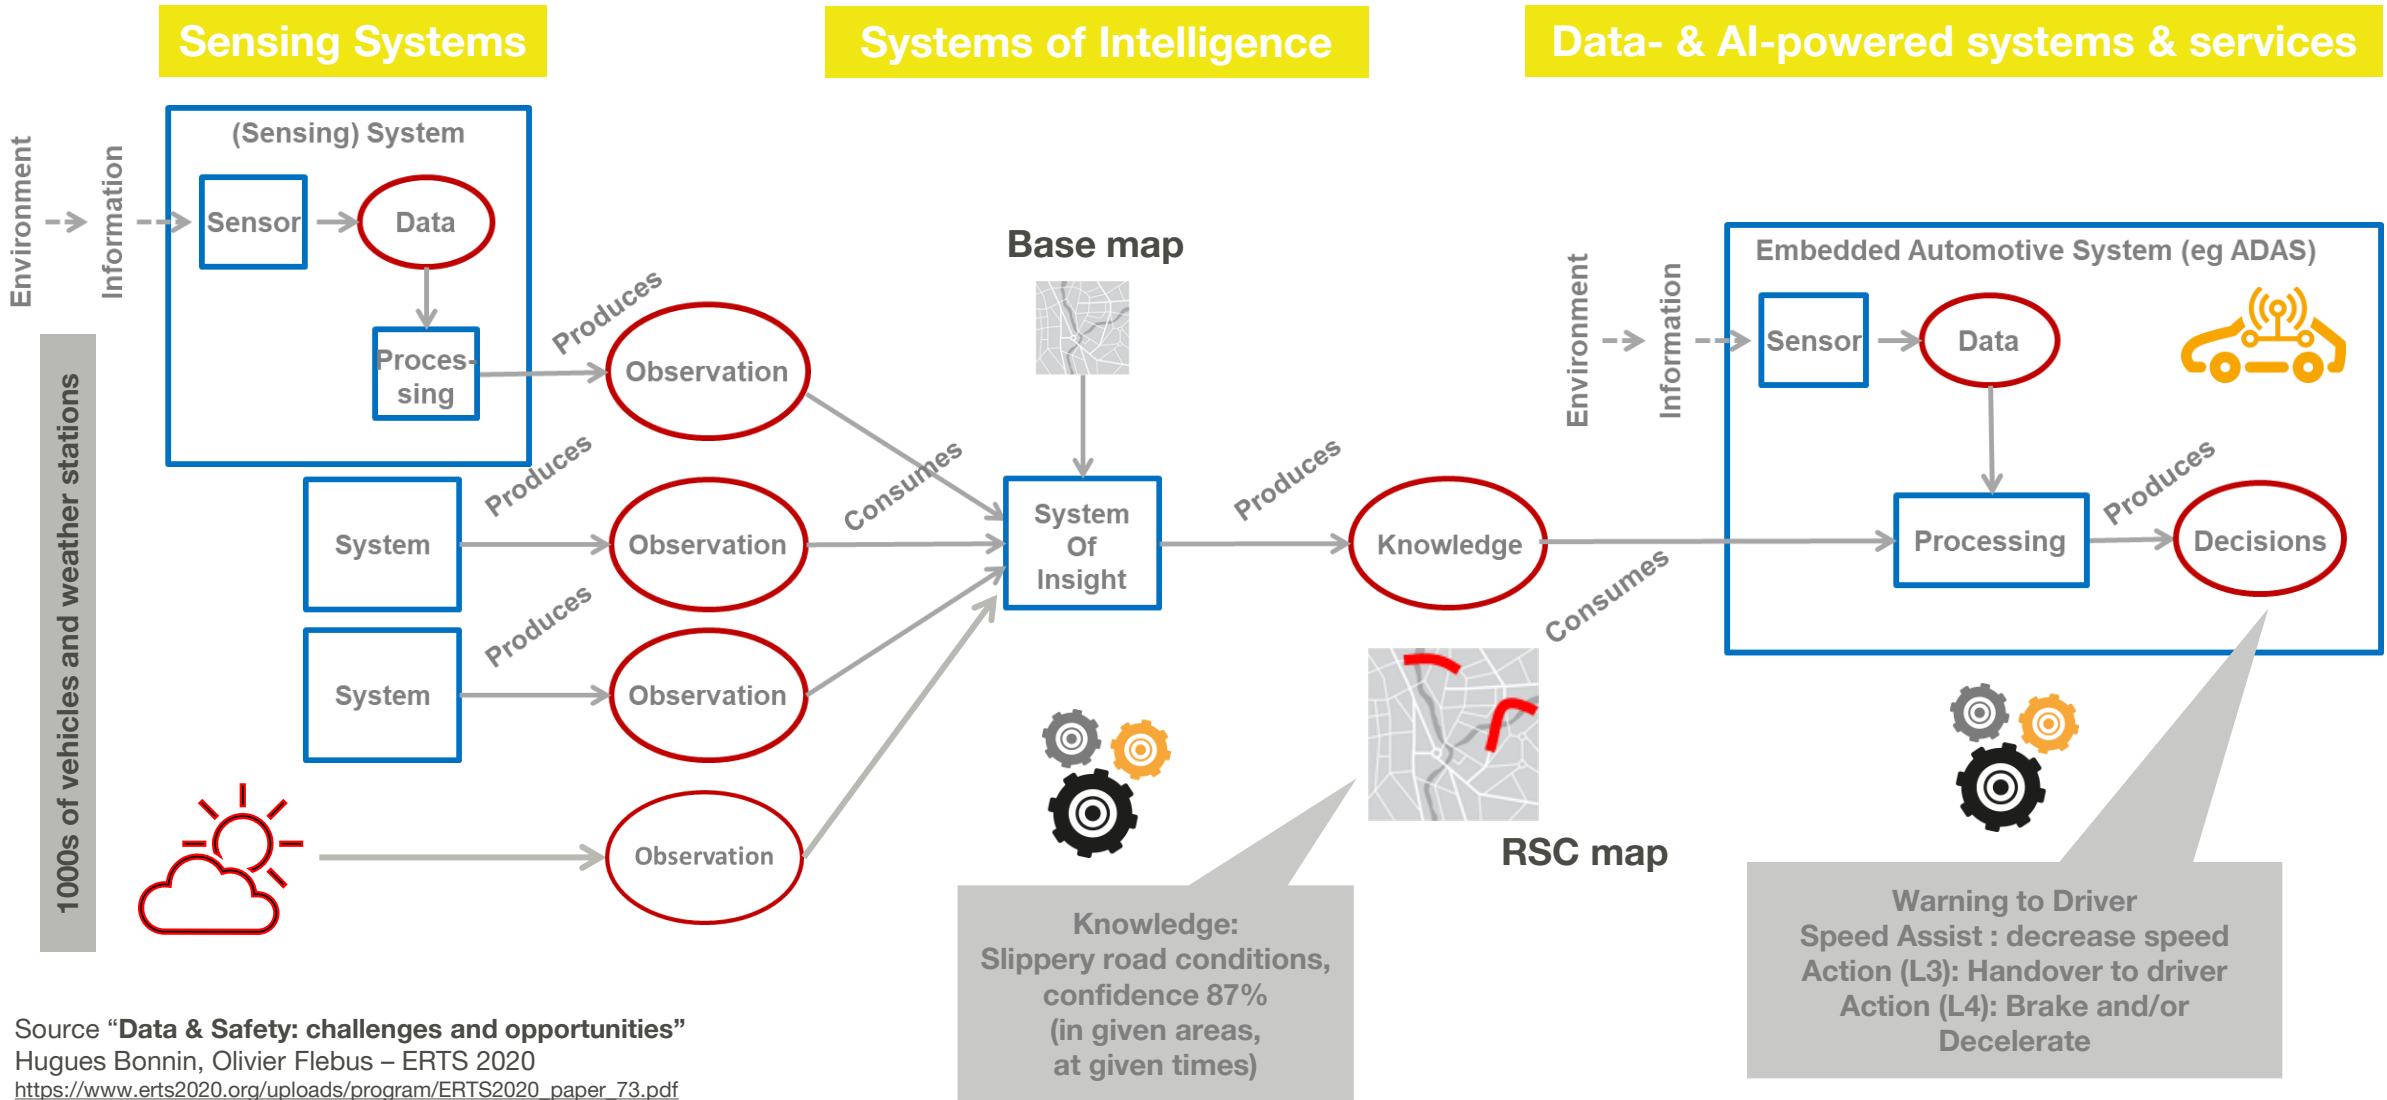 Sensing Systems
Systems of Intelligence
Data- & AI-powered systems & services
(Sensing) System
Environment
Information
Sensor
Data
Proces-
sing
Produces
Observation
1000s of vehicles and weather stations
System
Produces
Observation
System
Produces
Observation
Observation
Consumes
Base map
System
Of
Insight
Produces
Knowledge
Consumes
RSC map
Knowledge:
Slippery road conditions,
confidence 87%
(in given areas,
at given times)
Embedded Automotive System (eg ADAS)
Environment
Information
Sensor
Data
Processing
Produces
Decisions
Warning to Driver
Speed Assist : decrease speed
Action (L3): Handover to driver
Action (L4): Brake and/or
Decelerate
Source “Data & Safety: challenges and opportunities”
Hugues Bonnin, Olivier Flebus – ERTS 2020
https://www.erts2020.org/uploads/program/ERTS2020_paper_73.pdf